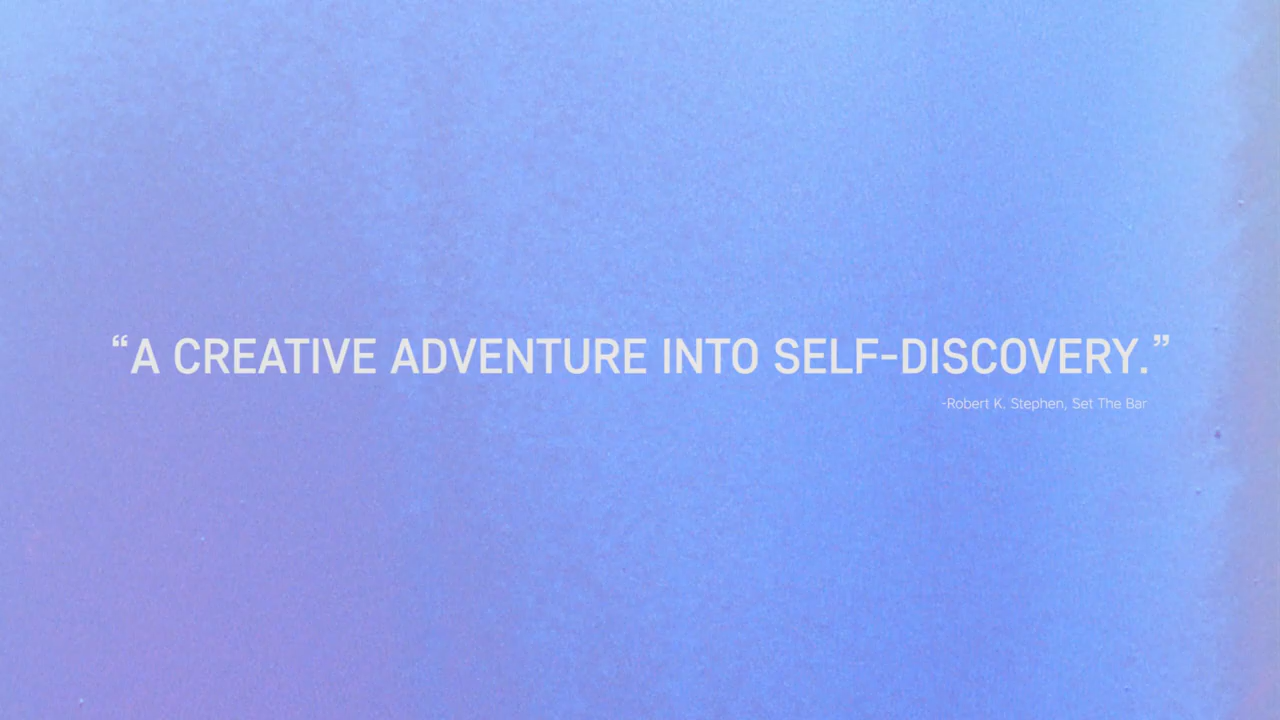 “A CREATIVE ADVENTURE INTO SELF-DISCOVERY.”
-Robert K. Stephen, Set The Bar